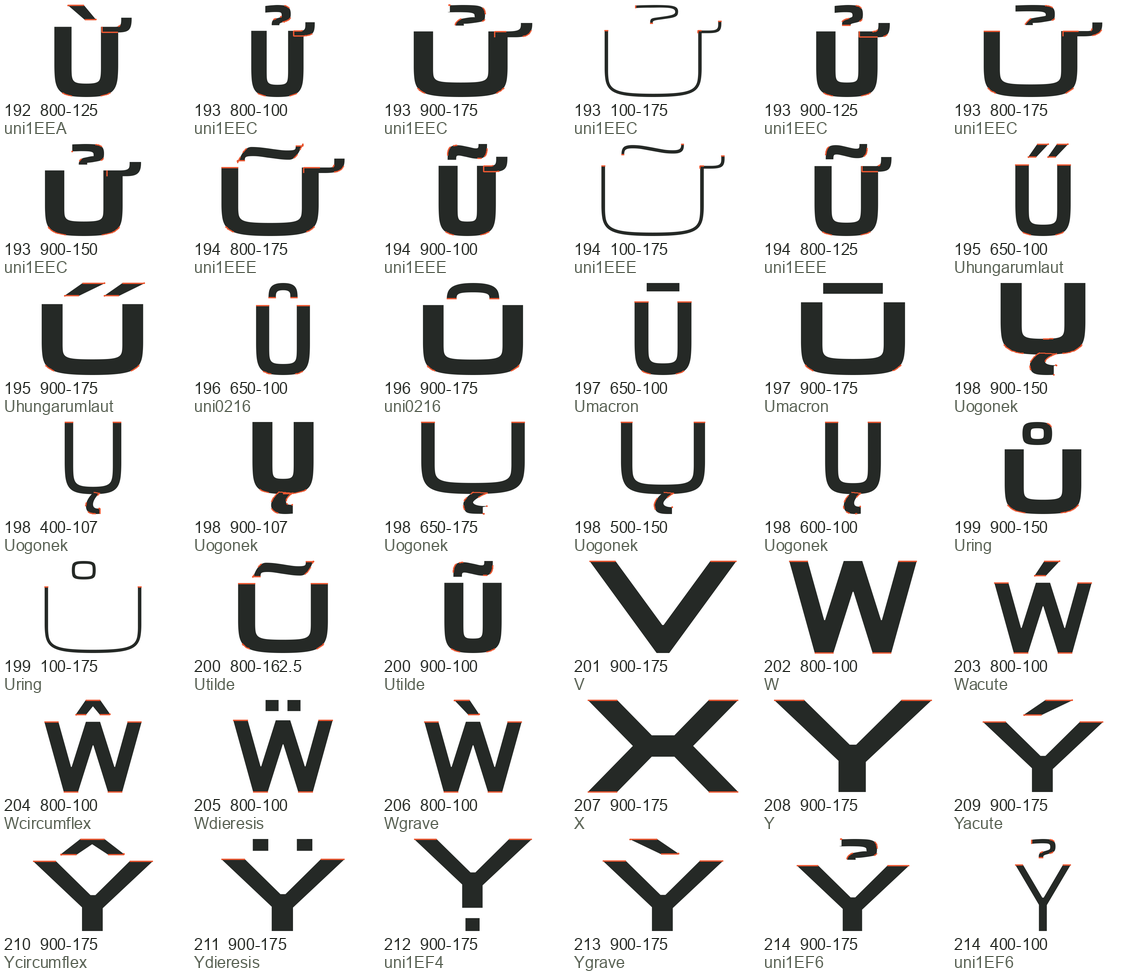 192 800-125
uni1EEA
193 800-100
uni1EEC
193 900-175
uni1EEC
193 100-175
uni1EEC
193 900-125
uni1EEC
193 800-175
uni1EEC
193 900-150
uni1EEC
194 800-175
uni1EEE
194 900-100
uni1EEE
194 100-175
uni1EEE
194 800-125
uni1EEE
195 650-100
Uhungarumlaut
195 900-175
Uhungarumlaut
196 650-100
uni0216
196 900-175
uni0216
197 650-100
Umacron
197 900-175
Umacron
198 900-150
Uogonek
198 400-107
Uogonek
198 900-107
Uogonek
198 650-175
Uogonek
198 500-150
Uogonek
198 600-100
Uogonek
199 900-150
Uring
199 100-175
Uring
200 800-162.5
Utilde
200 900-100
Utilde
201 900-175
V
202 800-100
W
203 800-100
Wacute
204 800-100
Wcircumflex
205 800-100
Wdieresis
206 800-100
Wgrave
207 900-175
X
208 900-175
Y
209 900-175
Yacute
210 900-175
Ycircumflex
211 900-175
Ydieresis
212 900-175
uni1EF4
213 900-175
Ygrave
214 900-175
uni1EF6
214 400-100
uni1EF6